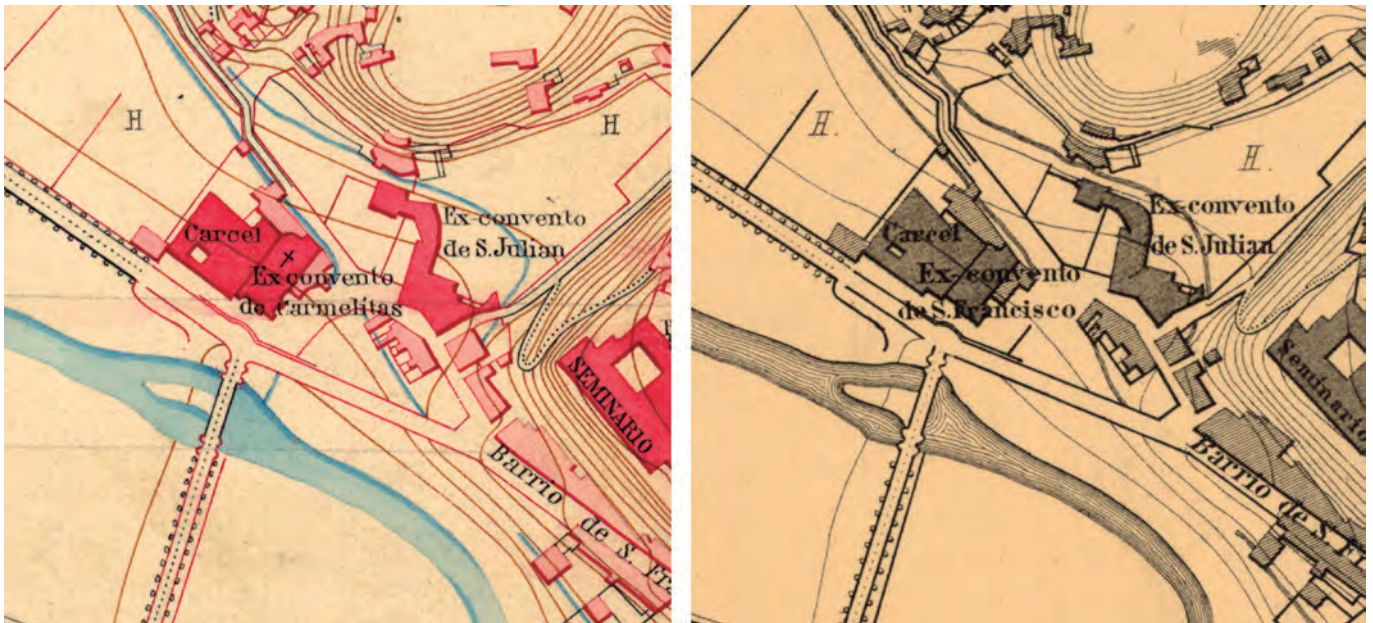 H
H
Carcel
Ex-convento
de S. Julian
Ex convento
de Carmelitas
SEMINARIO
Barrio
de S.
H.
H.
Carcel
Ex-convento
de S. Julian
Ex-convento
de S. Francisco
Seminario
Barrio de S.